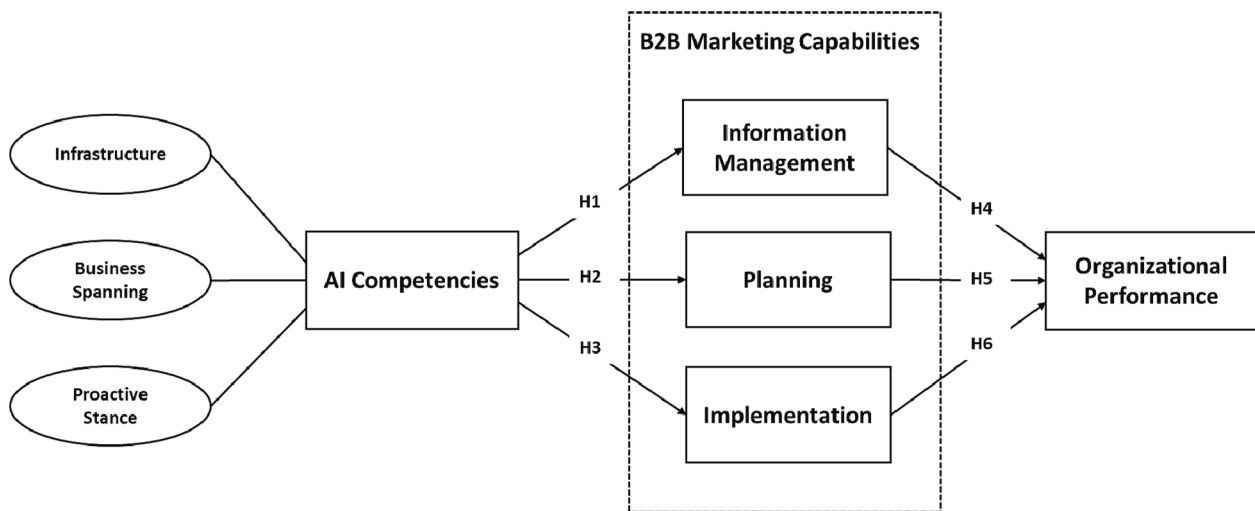 B2B Marketing Capabilities
Infrastructure
Business
Spanning
Proactive
Stance
AI Competencies
H1
H2
H3
Information
Management
Planning
Implementation
H4
H5
H6
Organizational
Performance